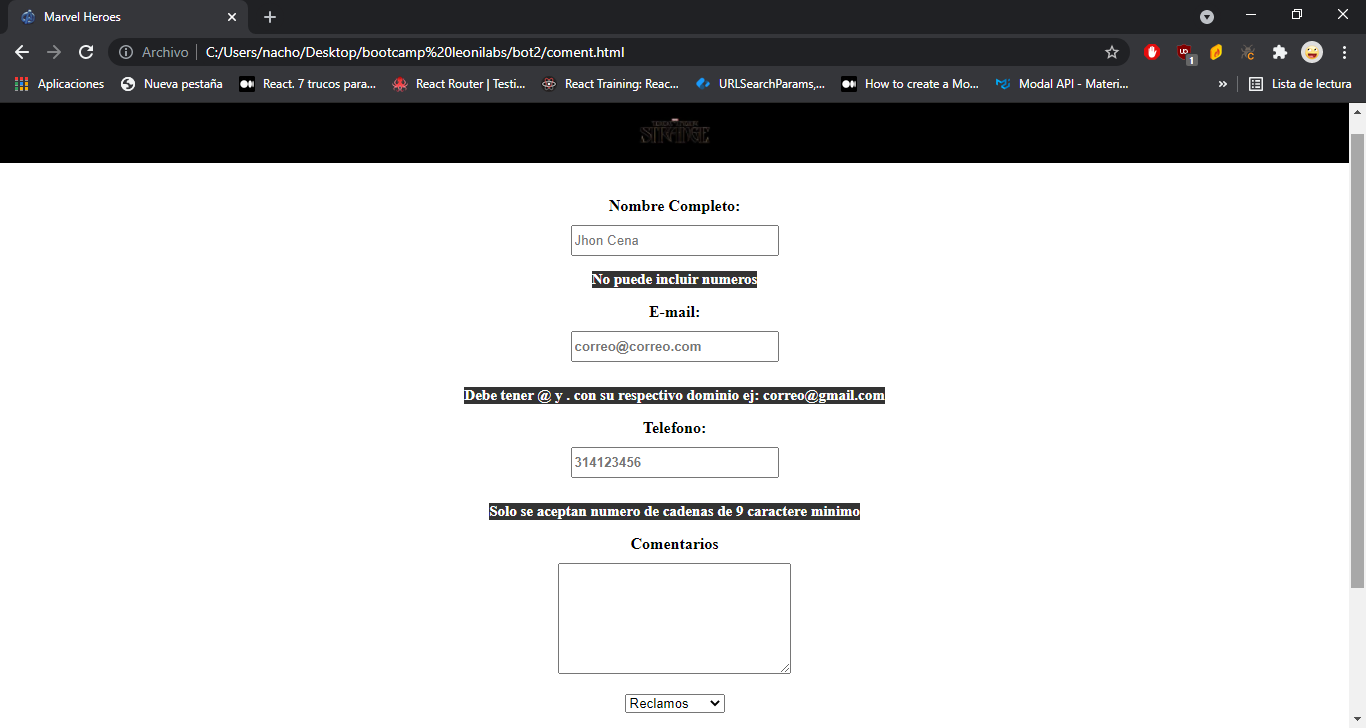 Marvel Heroes
Archivo C:/Users/nacho/Desktop/bootcamp%20leonilabs/bot2/coment.html
UD 1
Aplicaciones Nueva pestaña React. 7 trucos para... React Router | Testi... React Training: Reac... URLSearchParams,... How to create a Mo... Modal API - Materi... » Lista de lectura
STRANGE
Nombre Completo:
Jhon Cena
No puede incluir numeros
E-mail:
correo@correo.com
Debe tener @ y . con su respectivo dominio ej: correo@gmail.com
Telefono:
314123456
Solo se aceptan numero de cadenas de 9 caractere minimo
Comentarios
Reclamos